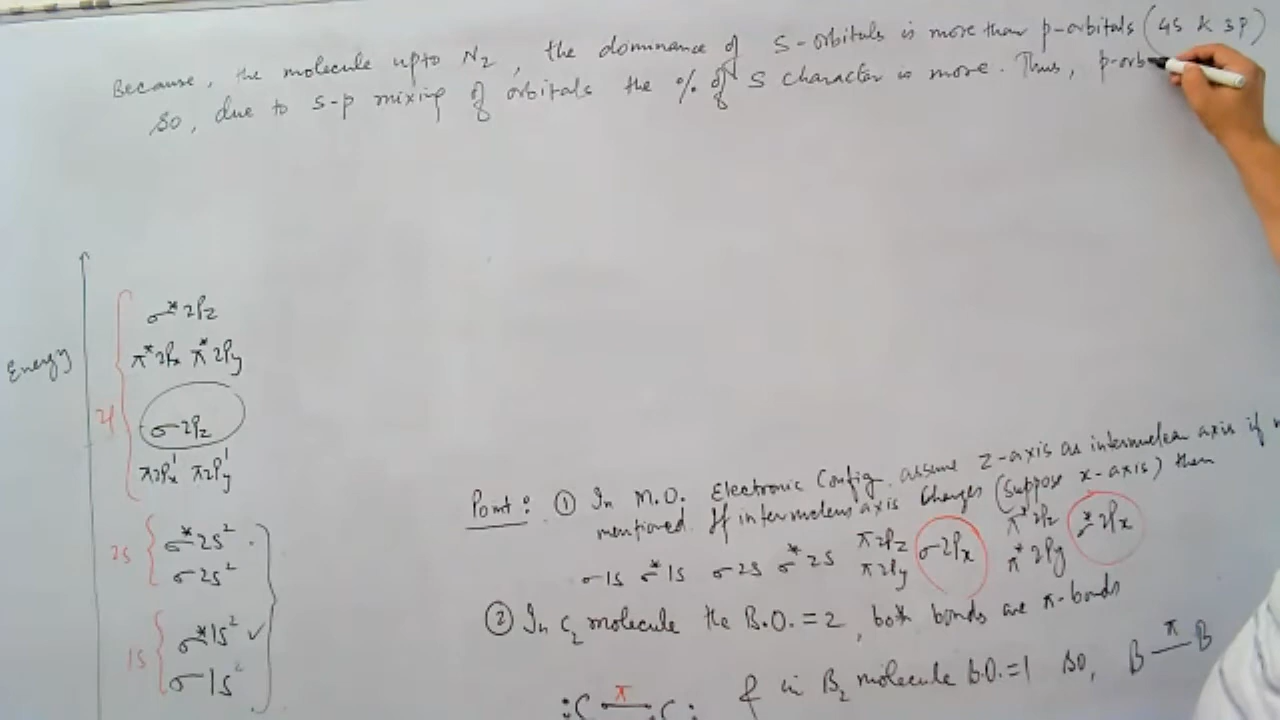 Because, the molecule upto N2, the dominance of s-orbitals is more than p-orbitals (4s & 3p)
So, due to s-p mixing of orbitals the % of s character is more. Thus, p-orb
Energy
2p
σ*2Pz
π*2Px π*2Py
σ2Pz
π2Px¹ π2Py¹
2s
σ*2s²
σ2s²
1s
σ*1s² ✓
σ1s²
Point: ① In M.O. Electronic Config. assume z-axis as internuclear axis if
mentioned. If internuclear axis changes (suppose x-axis) then
σ1s σ*1s σ2s σ*2s π2Pz π2Py σ2Px π*2Pz π*2Py σ*2Px
② In C2 molecule the B.O. = 2, both bonds are π-bonds
:C —π— C: & in B2 molecule B.O. = 1 so, B —π— B